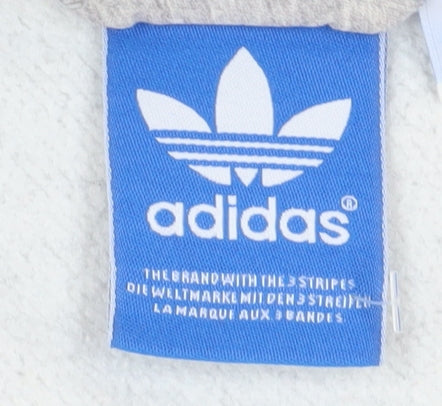 adidas®
THE BRAND WITH THE 3 STRIPES
DIE WELTMARKE MIT DEN 3 STREIFEN
LA MARQUE AUX 3 BANDES